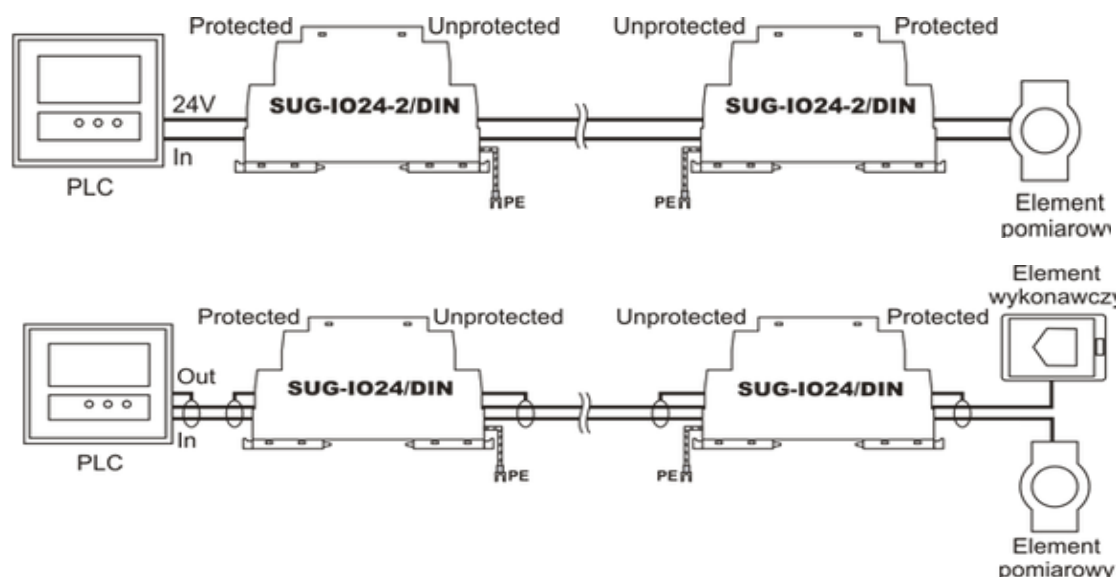 Protected Unprotected Unprotected Protected
24V
SUG-IO24-2/DIN SUG-IO24-2/DIN
In
PLC
PE PE
Element
pomiarowy
Element
wykonawczy
Protected Unprotected Unprotected Protected
Out
SUG-IO24/DIN SUG-IO24/DIN
In
PLC
PE PE
Element
pomiarowy